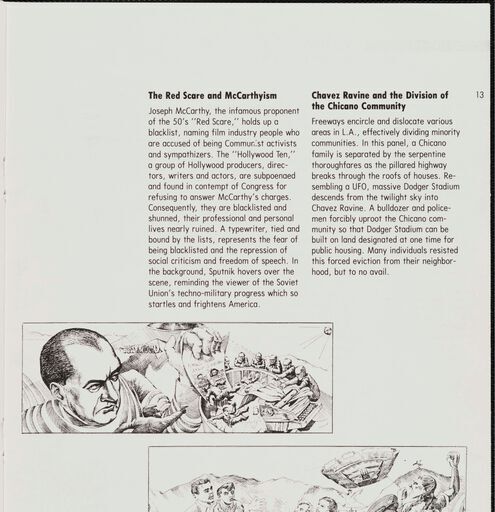 The Red Scare and McCarthyism
Joseph McCarthy, the infamous proponent
of the 50's "Red Scare," holds up a
blacklist, naming film industry people who
are accused of being Communist activists
and sympathizers. The "Hollywood Ten,"
a group of Hollywood producers, direc-
tors, writers and actors, are subpoenaed
and found in contempt of Congress for
refusing to answer McCarthy's charges.
Consequently, they are blacklisted and
shunned, their professional and personal
lives nearly ruined. A typewriter, tied and
bound by the lists, represents the fear of
being blacklisted and the repression of
social criticism and freedom of speech. In
the background, Sputnik hovers over the
scene, reminding the viewer of the Soviet
Union's techno-military progress which so
startles and frightens America.
Chavez Ravine and the Division of
the Chicano Community
Freeways encircle and dislocate various
areas in L.A., effectively dividing minority
communities. In this panel, a Chicano
family is separated by the serpentine
thoroughfares as the pillared highway
breaks through the roofs of houses. Re-
sembling a UFO, massive Dodger Stadium
descends from the twilight sky into
Chavez Ravine. A bulldozer and police-
men forcibly uproot the Chicano com-
munity so that Dodger Stadium can be
built on land designated at one time for
public housing. Many individuals resisted
this forced eviction from their neighbor-
hood, but to no avail.
13